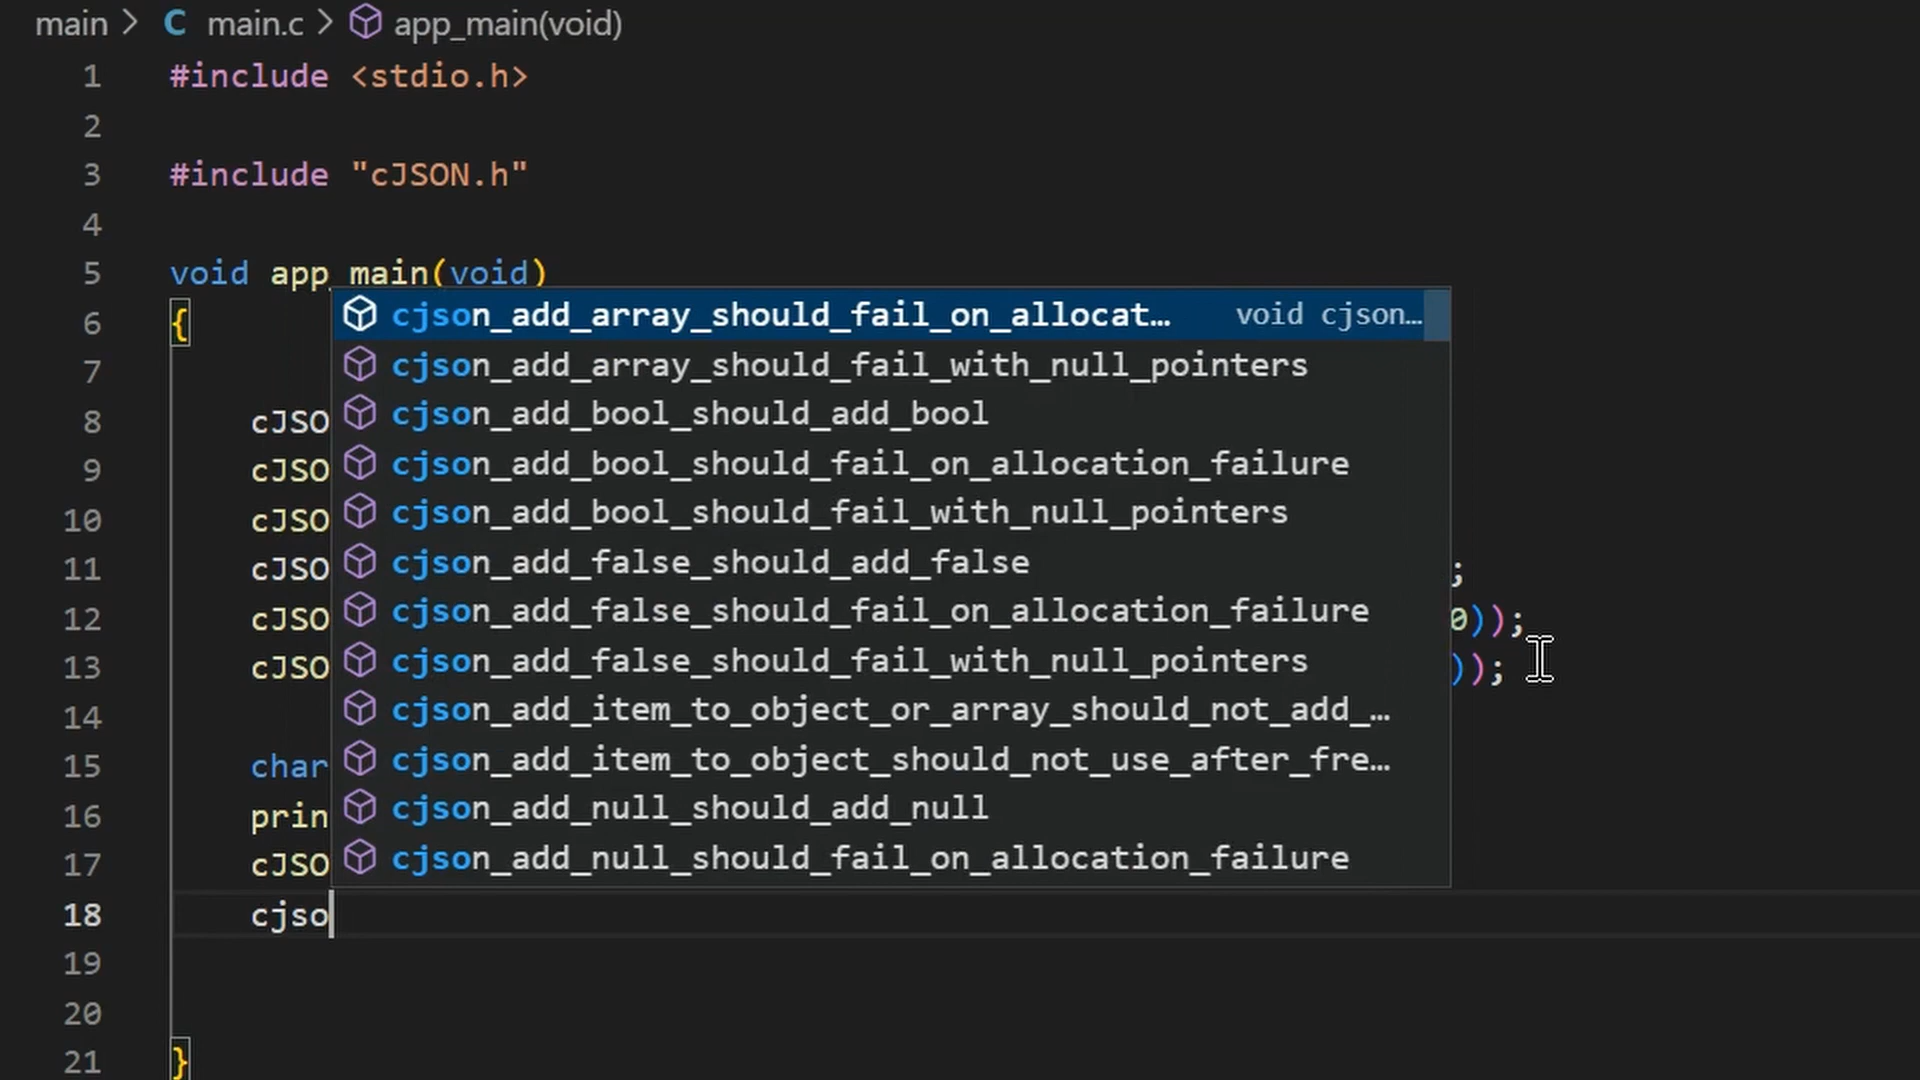 main > C main.c > app_main(void)
1 #include <stdio.h>
2
3 #include "cJSON.h"
4
5 void app_main(void)
6 {
cjson_add_array_should_fail_on_allocat… void cjson…
7
cjson_add_array_should_fail_with_null_pointers
8 cJSO
cjson_add_bool_should_add_bool
9 cJSO
cjson_add_bool_should_fail_on_allocation_failure
10 cJSO
cjson_add_bool_should_fail_with_null_pointers
11 cJSO
cjson_add_false_should_add_false
;
12 cJSO
cjson_add_false_should_fail_on_allocation_failure
0));
13 cJSO
cjson_add_false_should_fail_with_null_pointers
));
14
cjson_add_item_to_object_or_array_should_not_add_…
15 char
cjson_add_item_to_object_should_not_use_after_fre…
16 prin
cjson_add_null_should_add_null
17 cJSO
cjson_add_null_should_fail_on_allocation_failure
18 cjso
19
20
21 }